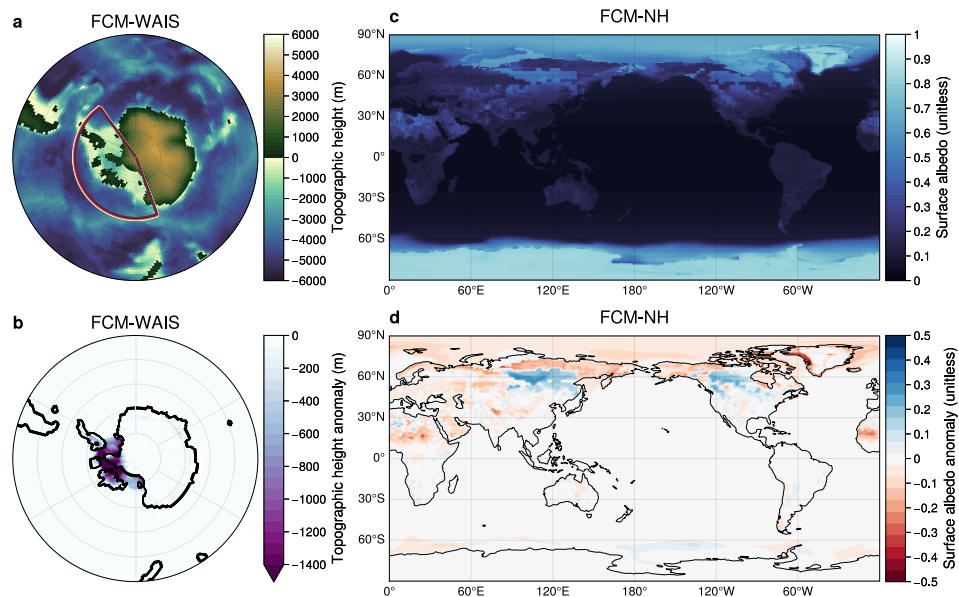 a
FCM-WAIS
6000
5000
4000
3000
2000
1000
0
−1000
−2000
−3000
−4000
−5000
−6000
Topographic height (m)
c
FCM-NH
90°N
60°N
30°N
0°
30°S
60°S
0°
60°E
120°E
180°
120°W
60°W
1
0.9
0.8
0.7
0.6
0.5
0.4
0.3
0.2
0.1
0
Surface albedo (unitless)
b
FCM-WAIS
0
−200
−400
−600
−800
−1000
−1200
−1400
Topographic height anomaly (m)
d
FCM-NH
90°N
60°N
30°N
0°
30°S
60°S
0°
60°E
120°E
180°
120°W
60°W
0.5
0.4
0.3
0.2
0.1
0
−0.1
−0.2
−0.3
−0.4
−0.5
Surface albedo anomaly (unitless)